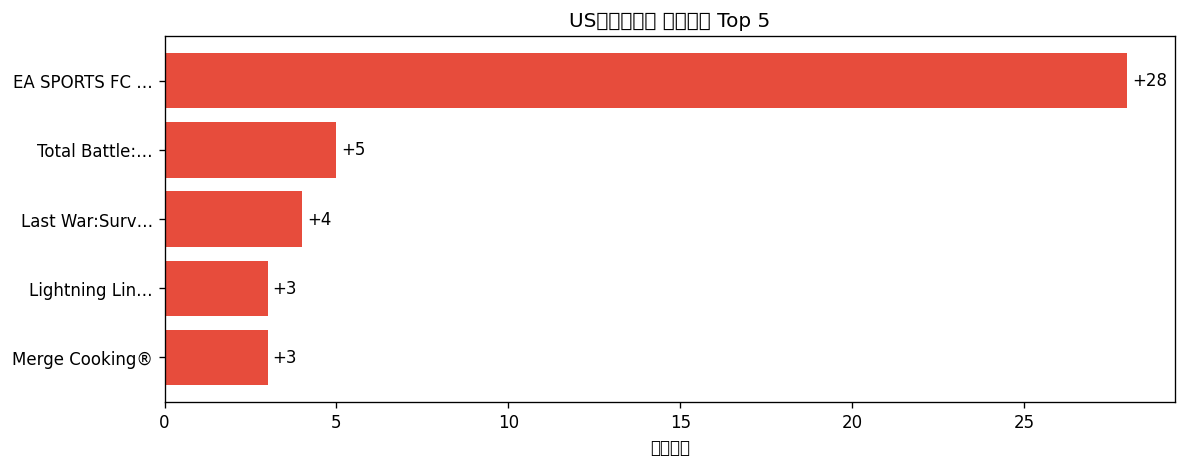 US Top 5
EA SPORTS FC ...
+28
Total Battle:...
+5
Last War:Surv...
+4
Lightning Lin...
+3
Merge Cooking®
+3
0 5 10 15 20 25